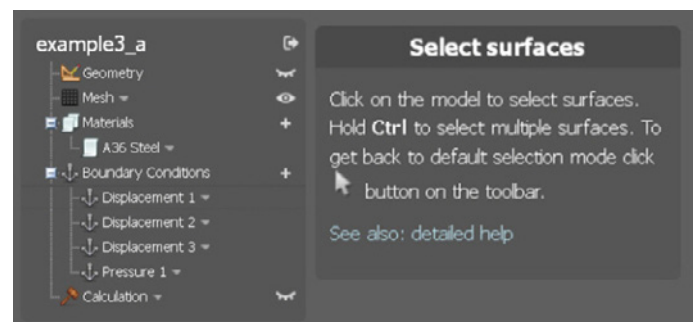 example3_a
Geometry
Mesh
Materials
A36 Steel
Boundary Conditions
Displacement 1
Displacement 2
Displacement 3
Pressure 1
Calculation
Select surfaces
Click on the model to select surfaces.
Hold Ctrl to select multiple surfaces. To
get back to default selection mode click
button on the toolbar.
See also: detailed help